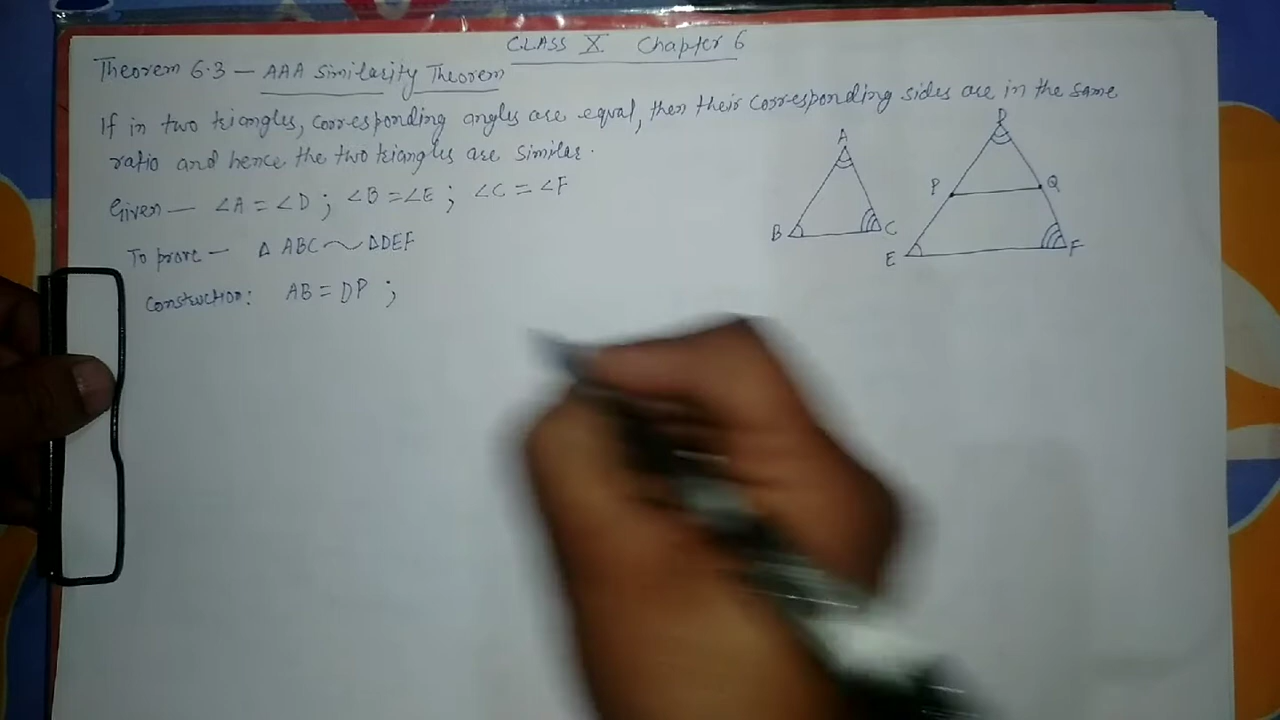 CLASS X Chapter 6
Theorem 6.3 — AAA Similarity Theorem
If in two triangles, corresponding angles are equal, then their corresponding sides are in the same
ratio and hence the two triangles are similar.
Given — ∠A = ∠D ; ∠B = ∠E ; ∠C = ∠F
To prove — Δ ABC ~ ΔDEF
Construction: AB = DP ;
A
B
C
D
P
Q
E
F